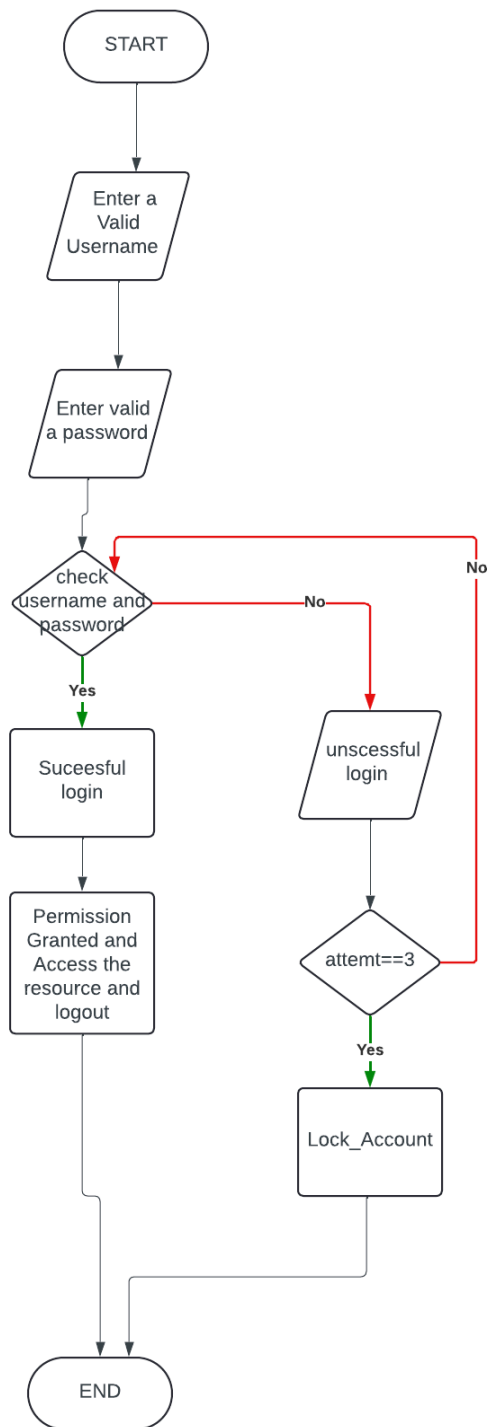 START
Enter a
Valid
Username
Enter valid
a password
check
username and
password
No
No
Yes
Suceesful
login
unscessful
login
Permission
Granted and
Access the
resource and
logout
attemt==3
Yes
Lock_Account
END